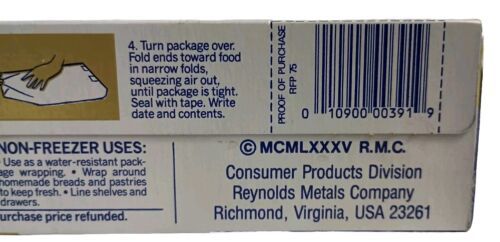 4. Turn package over.
Fold ends toward food
in narrow folds,
squeezing air out,
until package is tight.
Seal with tape. Write
date and contents.
PROOF OF PURCHASE
RFP 75
0 10900 00391 9
NON-FREEZER USES:
• Use as a water-resistant pack-
age wrapping. • Wrap around
homemade breads and pastries
to keep fresh. • Line shelves and
drawers.
purchase price refunded.
© MCMLXXXV R.M.C.
Consumer Products Division
Reynolds Metals Company
Richmond, Virginia, USA 23261